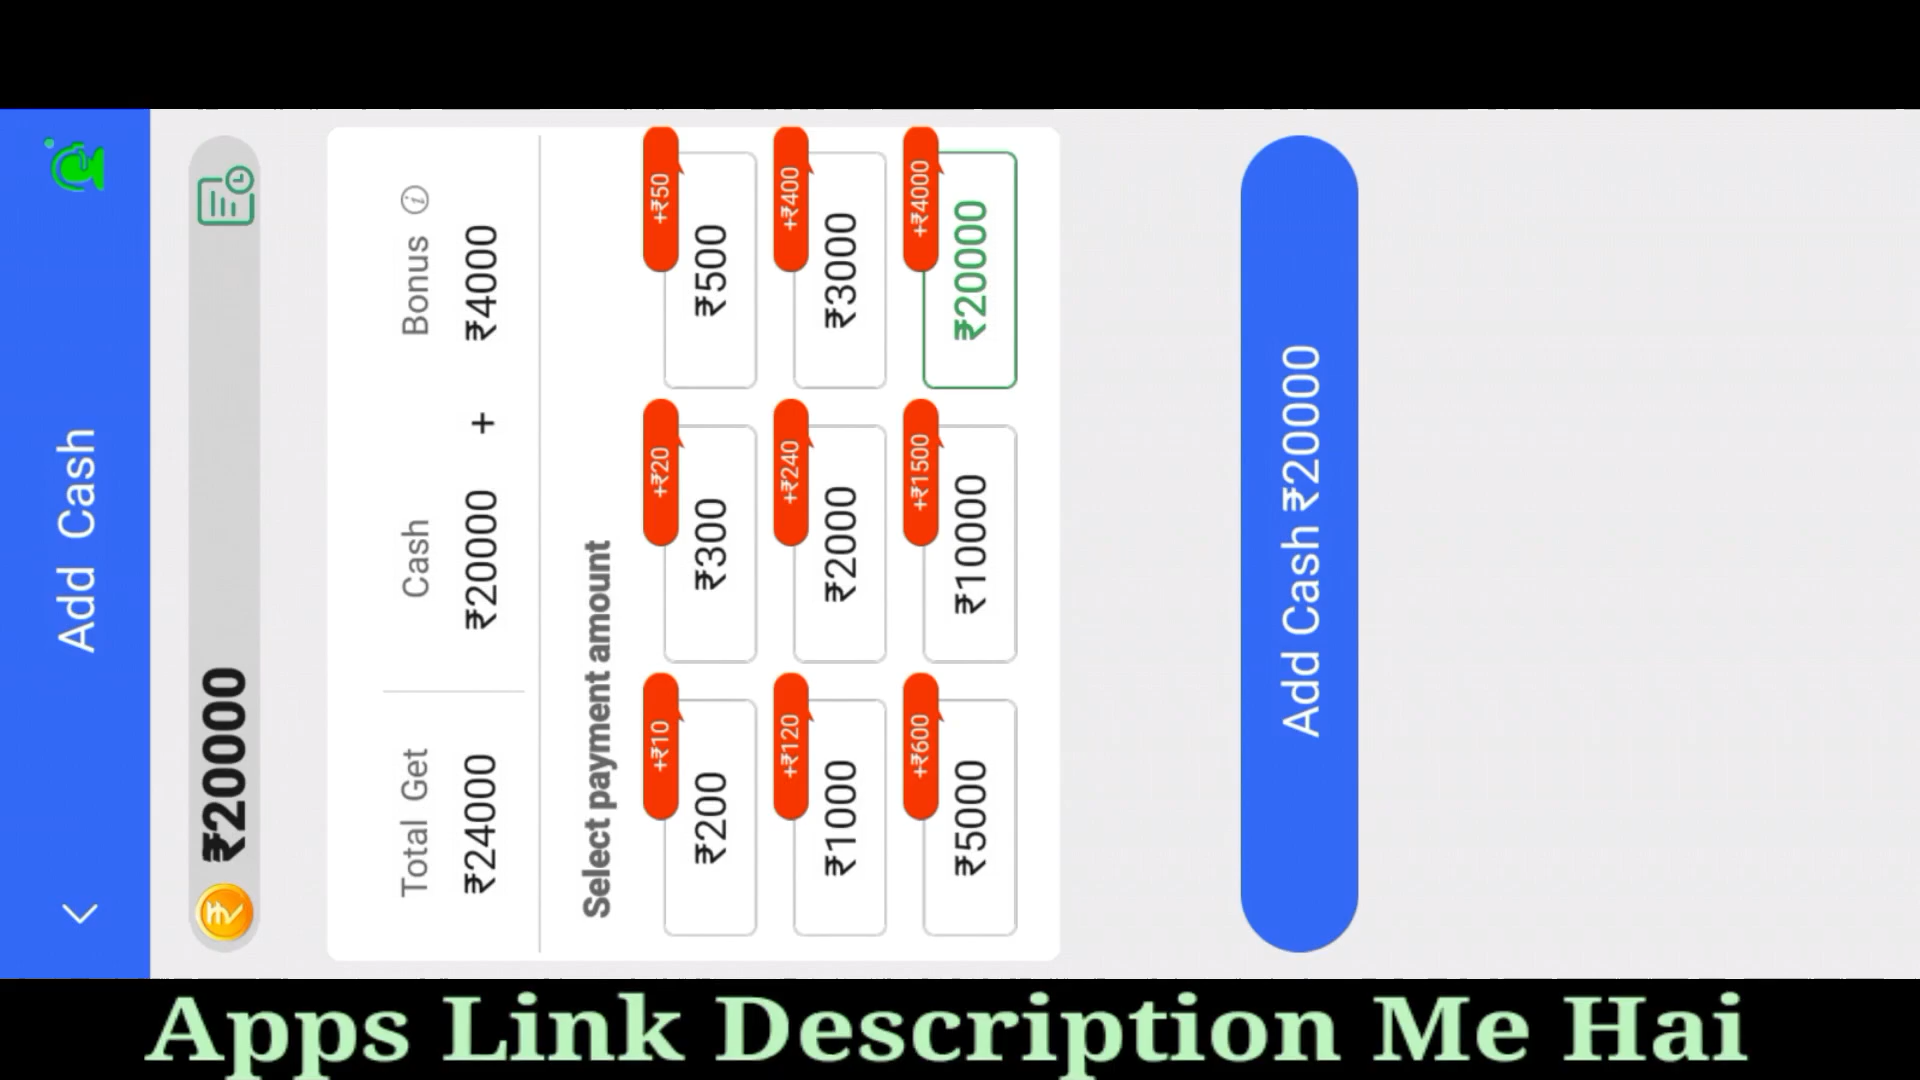 Add Cash
₹20000
Total Get Cash Bonus
₹24000 ₹20000 + ₹4000
Select payment amount
+₹10 +₹20 +₹50
₹200 ₹300 ₹500
+₹120 +₹240 +₹400
₹1000 ₹2000 ₹3000
+₹600 +₹1500 +₹4000
₹5000 ₹10000 ₹20000
Add Cash ₹20000
Apps Link Description Me Hai